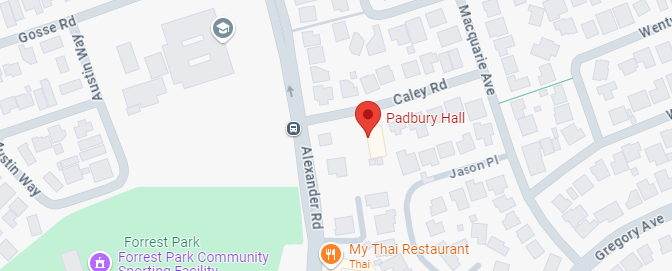 Gosse Rd
Austin Way
Macquarie Ave
Caley Rd
Padbury Hall
Alexander Rd
Jason Pl
Austin Way
Gregory Ave
Forrest Park
Forrest Park Community
Sporting Facility
My Thai Restaurant
Thai